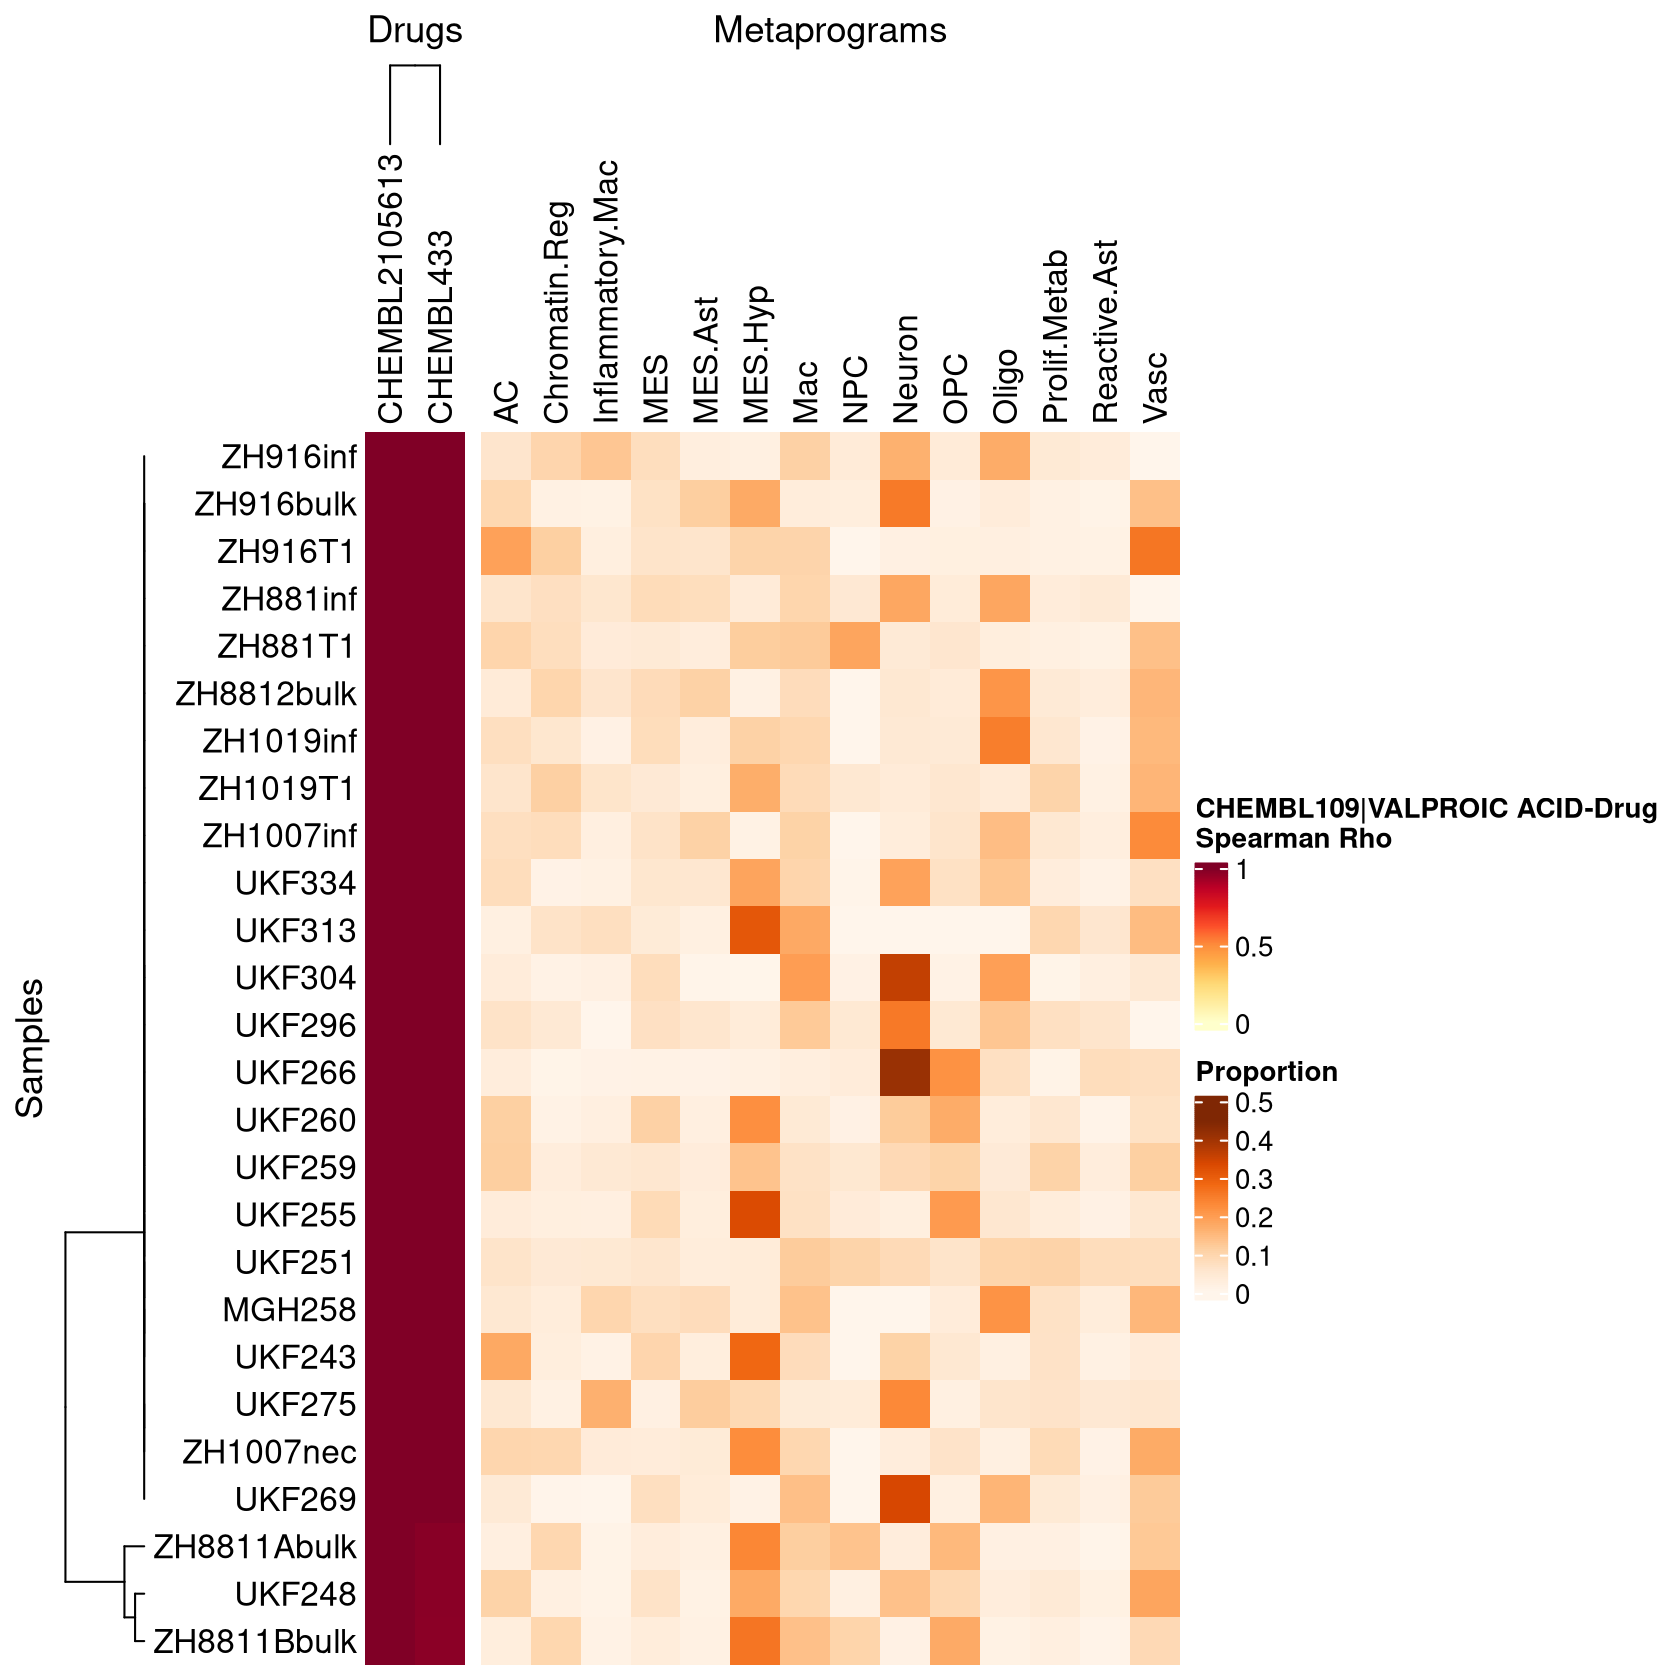 Drugs
Metaprograms
CHEMBL2105613
CHEMBL433
AC
Chromatin.Reg
Inflammatory.Mac
MES
MES.Ast
MES.Hyp
Mac
NPC
Neuron
OPC
Oligo
Prolif.Metab
Reactive.Ast
Vasc
Samples
ZH916inf
ZH916bulk
ZH916T1
ZH881inf
ZH881T1
ZH8812bulk
ZH1019inf
ZH1019T1
ZH1007inf
UKF334
UKF313
UKF304
UKF296
UKF266
UKF260
UKF259
UKF255
UKF251
MGH258
UKF243
UKF275
ZH1007nec
UKF269
ZH8811Abulk
UKF248
ZH8811Bbulk
CHEMBL109|VALPROIC ACID-Drug
Spearman Rho
1
0.5
0
Proportion
0.5
0.4
0.3
0.2
0.1
0